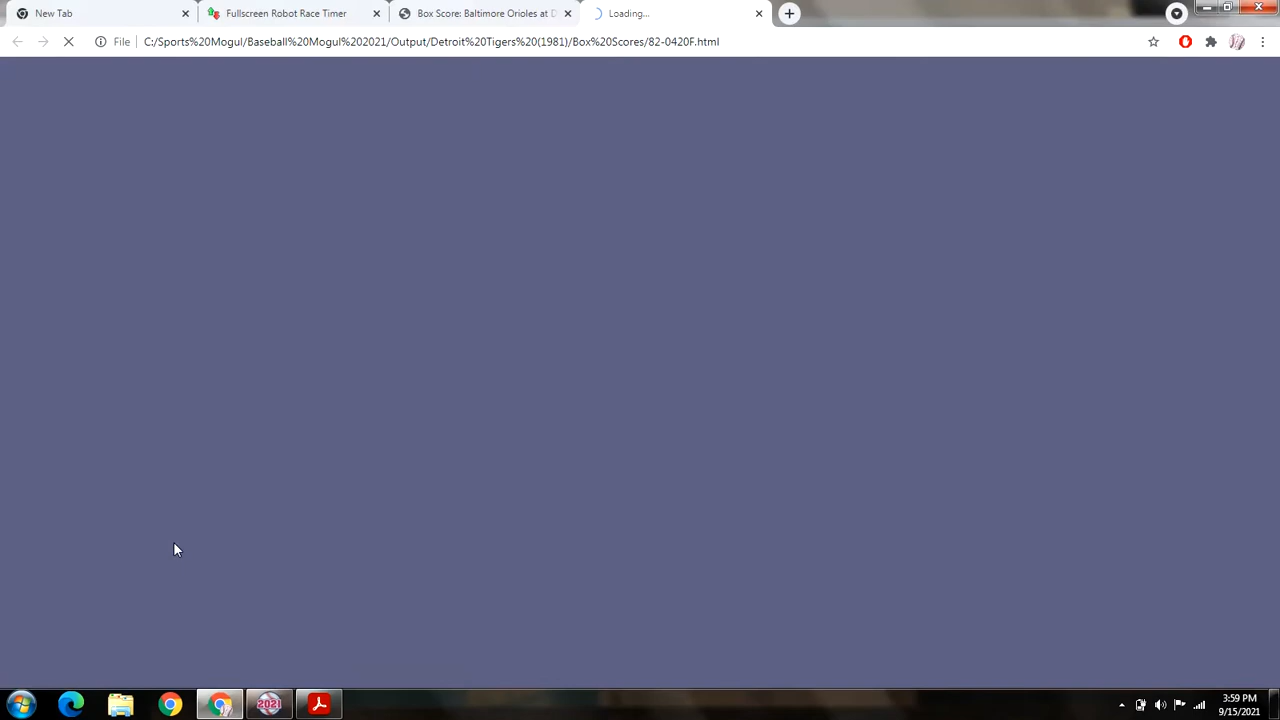 New Tab
Fullscreen Robot Race Timer
Box Score: Baltimore Orioles at D
Loading...
File
C:/Sports%20Mogul/Baseball%20Mogul%202021/Output/Detroit%20Tigers%20(1981)/Box%20Scores/82-0420F.html
2021
3:59 PM
9/15/2021